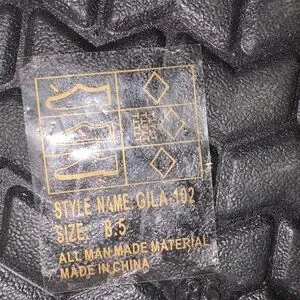 STYLE NAME:GILA-102
SIZE 8.5
ALL MAN MADE MATERIAL
MADE IN CHINA